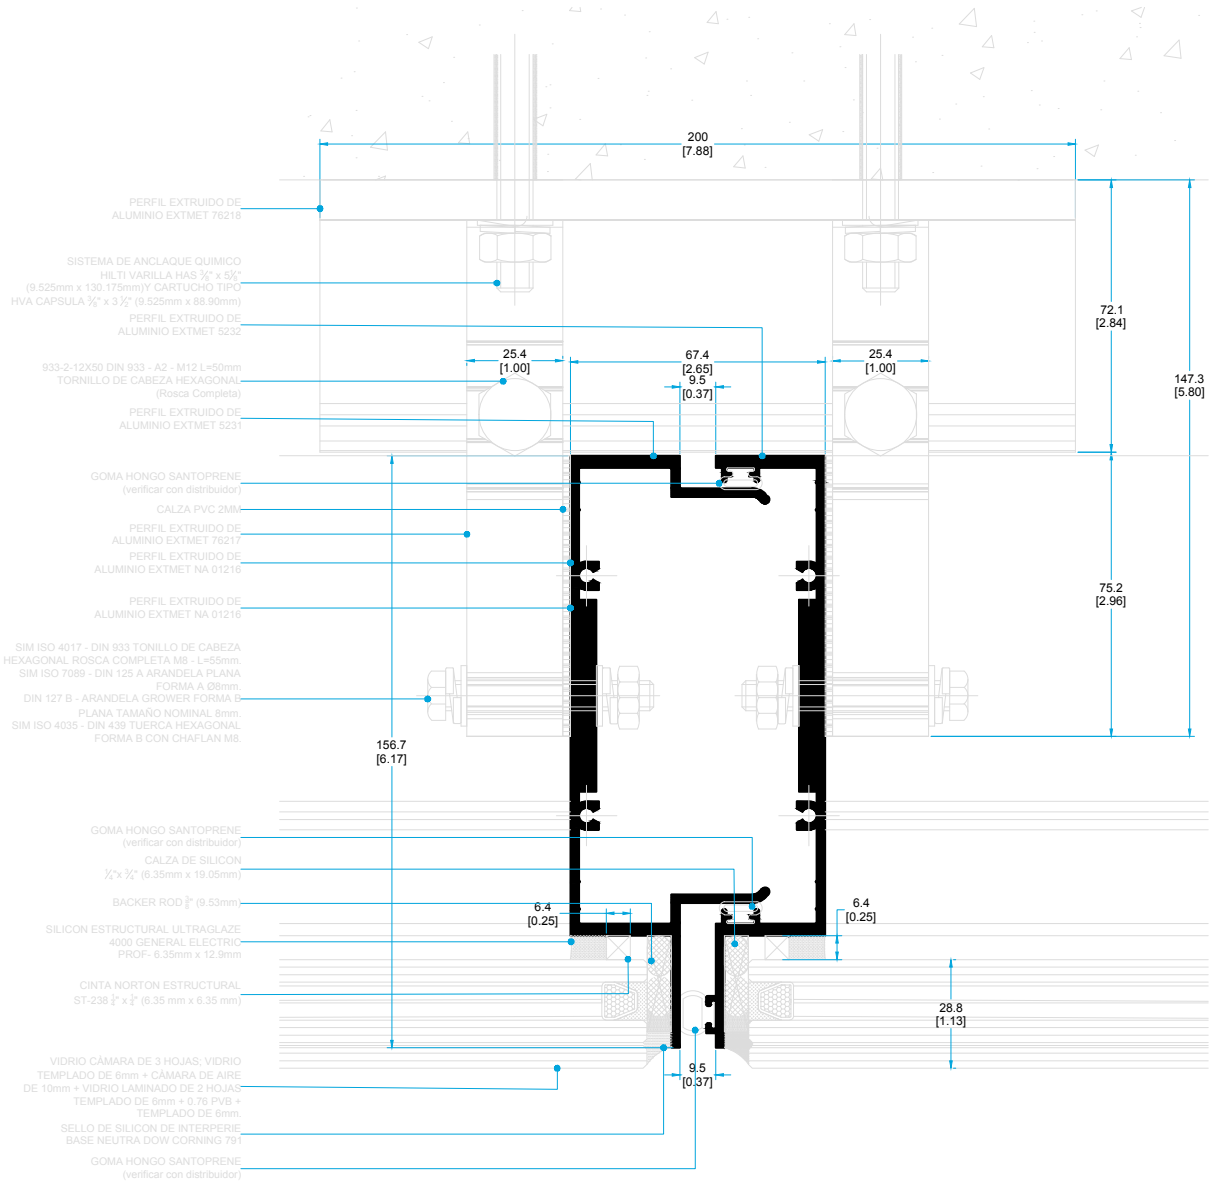 200
[7.88]
PERFIL EXTRUIDO DE
ALUMINIO EXTMET 76218
SISTEMA DE ANCLAQUE QUIMICO
HILTI VARILLA HAS ⅜" x 5⅛"
(9.525mm x 130.175mm)Y CARTUCHO TIPO
HVA CAPSULA ⅜" x 3 ½" (9.525mm x 88.90mm)
PERFIL EXTRUIDO DE
ALUMINIO EXTMET 5232
72.1
[2.84]
25.4
[1.00]
67.4
[2.65]
25.4
[1.00]
9.5
[0.37]
147.3
[5.80]
933-2-12X50 DIN 933 - A2 - M12 L=50mm
TORNILLO DE CABEZA HEXAGONAL
(Rosca Completa)
PERFIL EXTRUIDO DE
ALUMINIO EXTMET 5231
GOMA HONGO SANTOPRENE
(verificar con distribuidor)
CALZA PVC 2MM
PERFIL EXTRUIDO DE
ALUMINIO EXTMET 76217
PERFIL EXTRUIDO DE
ALUMINIO EXTMET NA 01216
PERFIL EXTRUIDO DE
ALUMINIO EXTMET NA 01216
75.2
[2.96]
SIM ISO 4017 - DIN 933 TONILLO DE CABEZA
HEXAGONAL ROSCA COMPLETA M8 - L=55mm.
SIM ISO 7089 - DIN 125 A ARANDELA PLANA
FORMA A Ø8mm.
DIN 127 B - ARANDELA GROWER FORMA B
PLANA TAMAÑO NOMINAL 8mm.
SIM ISO 4035 - DIN 439 TUERCA HEXAGONAL
FORMA B CON CHAFLAN M8.
156.7
[6.17]
GOMA HONGO SANTOPRENE
(verificar con distribuidor)
CALZA DE SILICON
¼"x ¾" (6.35mm x 19.05mm)
BACKER ROD ⅜" (9.53mm)
6.4
[0.25]
6.4
[0.25]
SILICON ESTRUCTURAL ULTRAGLAZE
4000 GENERAL ELECTRIC
PROF- 6.35mm x 12.9mm
CINTA NORTON ESTRUCTURAL
ST-238 ¼" x ¼" (6.35 mm x 6.35 mm)
28.8
[1.13]
VIDRIO CÁMARA DE 3 HOJAS; VIDRIO
TEMPLADO DE 6mm + CÁMARA DE AIRE
DE 10mm + VIDRIO LAMINADO DE 2 HOJAS
TEMPLADO DE 6mm + 0.76 PVB +
TEMPLADO DE 6mm.
9.5
[0.37]
SELLO DE SILICON DE INTERPERIE
BASE NEUTRA DOW CORNING 791
GOMA HONGO SANTOPRENE
(verificar con distribuidor)